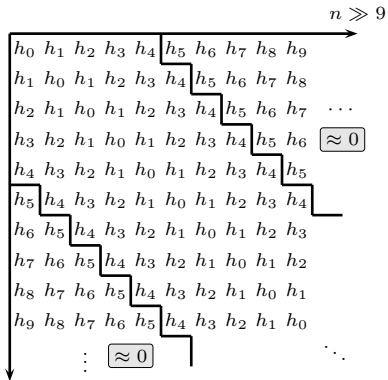 n ≫ 9
h₀ h₁ h₂ h₃ h₄ h₅ h₆ h₇ h₈ h₉
h₁ h₀ h₁ h₂ h₃ h₄ h₅ h₆ h₇ h₈
h₂ h₁ h₀ h₁ h₂ h₃ h₄ h₅ h₆ h₇ ⋯
h₃ h₂ h₁ h₀ h₁ h₂ h₃ h₄ h₅ h₆ ≈ 0
h₄ h₃ h₂ h₁ h₀ h₁ h₂ h₃ h₄ h₅
h₅ h₄ h₃ h₂ h₁ h₀ h₁ h₂ h₃ h₄
h₆ h₅ h₄ h₃ h₂ h₁ h₀ h₁ h₂ h₃
h₇ h₆ h₅ h₄ h₃ h₂ h₁ h₀ h₁ h₂
h₈ h₇ h₆ h₅ h₄ h₃ h₂ h₁ h₀ h₁
h₉ h₈ h₇ h₆ h₅ h₄ h₃ h₂ h₁ h₀
⋮ ≈ 0 ⋱